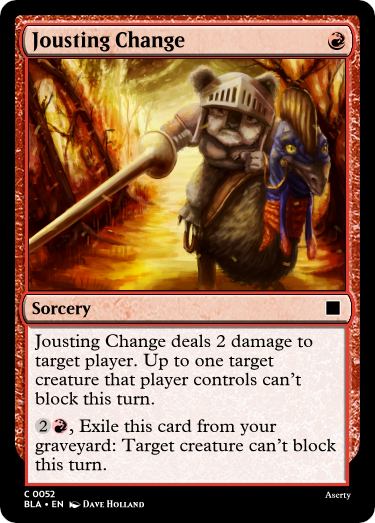 Jousting Change
Sorcery
Jousting Change deals 2 damage to
target player. Up to one target
creature that player controls can't
block this turn.
2, Exile this card from your
graveyard: Target creature can't block
this turn.
C 0052
BLA • EN Dave Holland
Aserty